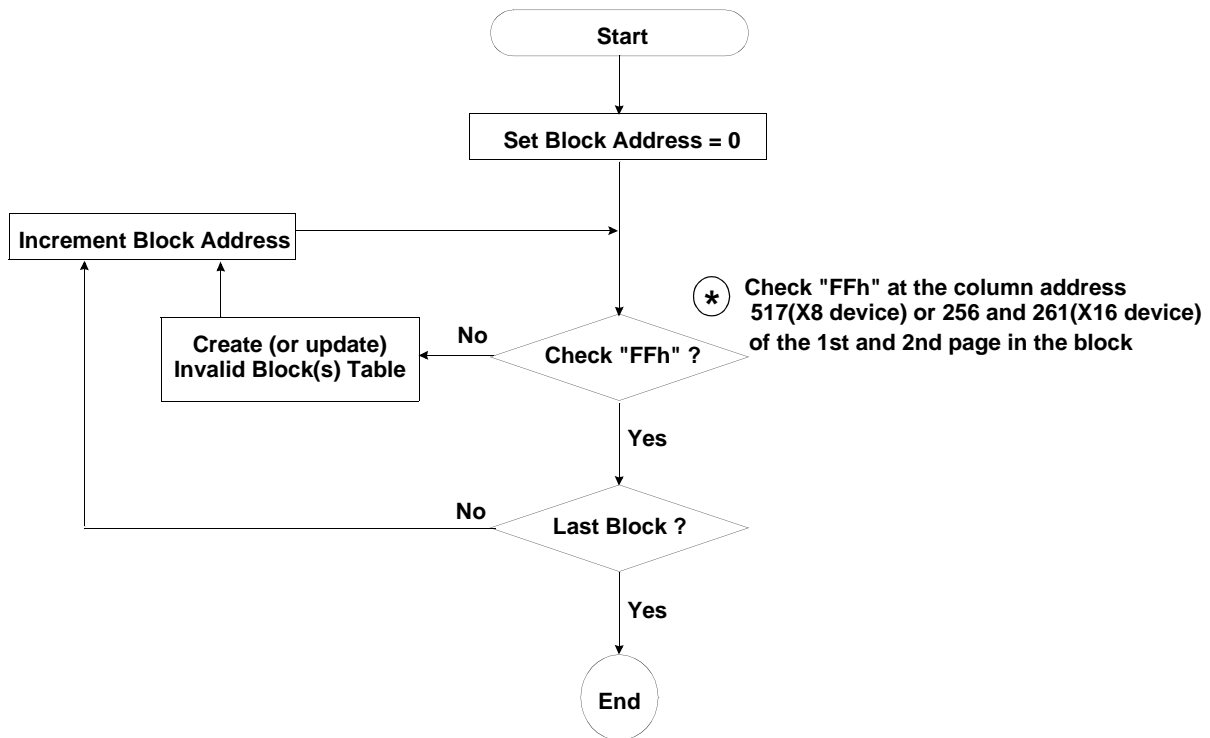 Start
Set Block Address = 0
Increment Block Address
* Check "FFh" at the column address
517(X8 device) or 256 and 261(X16 device)
of the 1st and 2nd page in the block
Create (or update)
Invalid Block(s) Table
No
Check "FFh" ?
Yes
No
Last Block ?
Yes
End